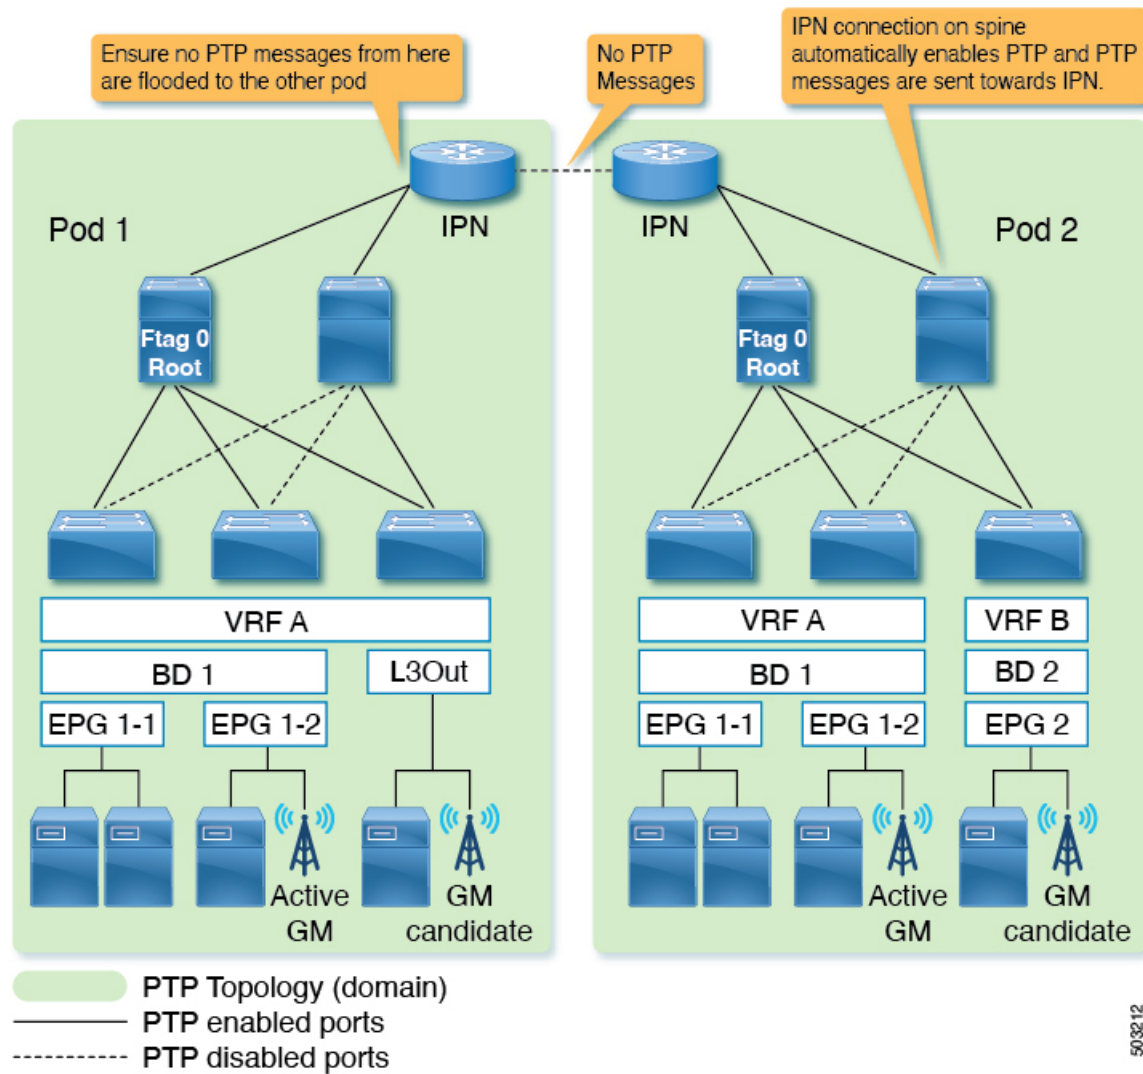 Ensure no PTP messages from here
are flooded to the other pod
No PTP
Messages
IPN connection on spine
automatically enables PTP and PTP
messages are sent towards IPN.
Pod 1
IPN
IPN
Pod 2
Ftag 0
Root
Ftag 0
Root
VRF A
VRF A
VRF B
BD 1
L3Out
BD 1
BD 2
EPG 1-1
EPG 1-2
EPG 1-1
EPG 1-2
EPG 2
Active
GM
GM
candidate
Active
GM
GM
candidate
PTP Topology (domain)
PTP enabled ports
PTP disabled ports
503212